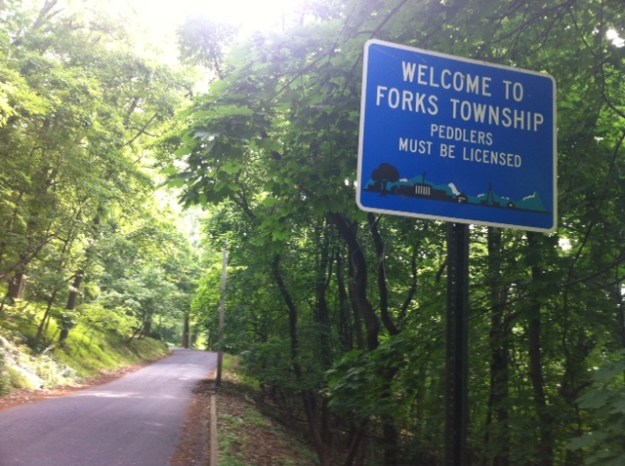 WELCOME TO
FORKS TOWNSHIP
PEDDLERS
MUST BE LICENSED